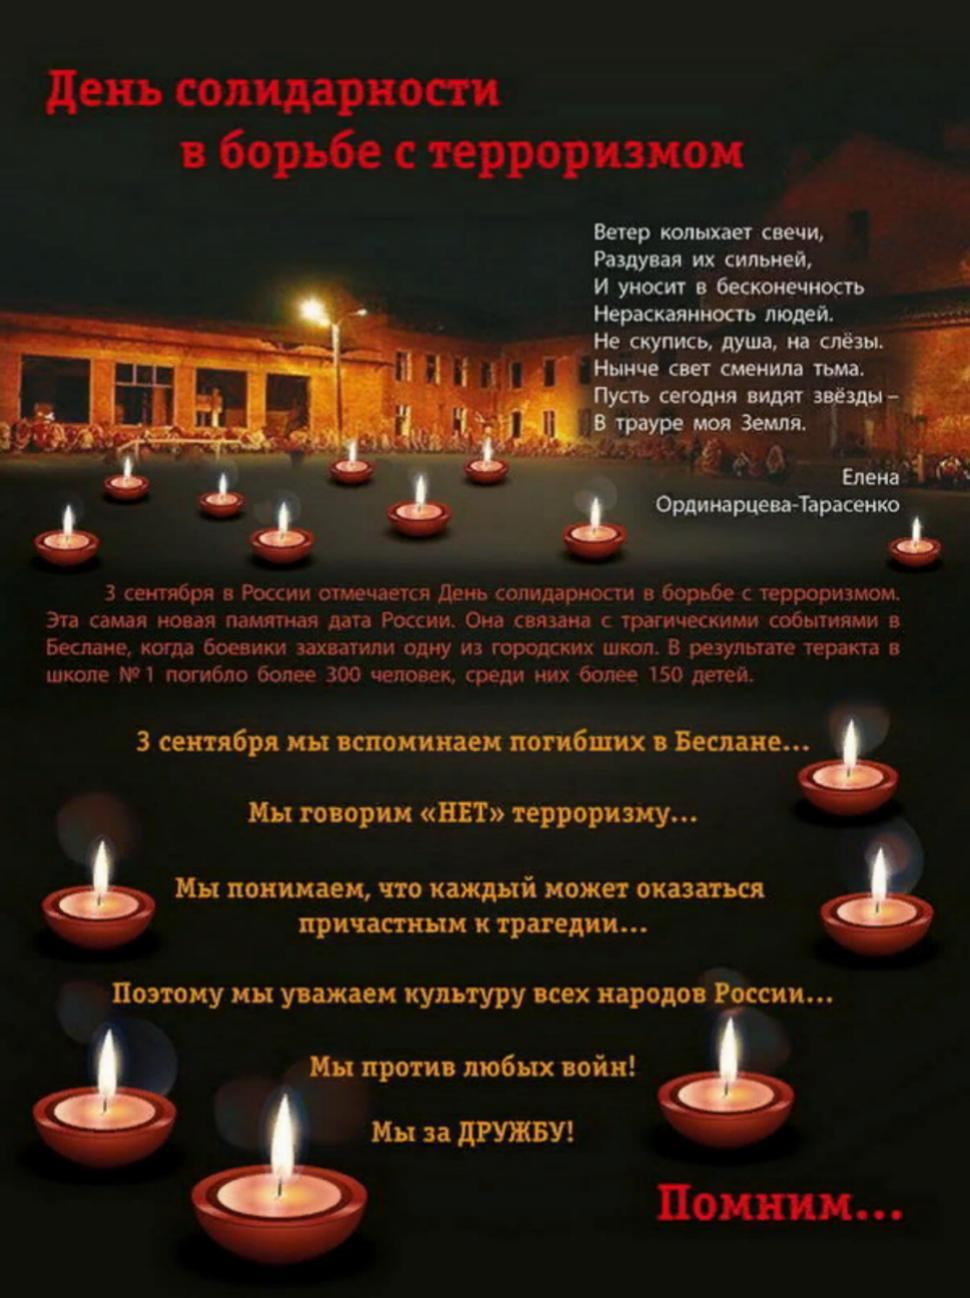 День солидарности
в борьбе с терроризмом
Ветер колыхает свечи,
Раздувая их сильней,
И уносит в бесконечность
Нераскаянность людей.
Не скупись, душа, на слёзы.
Нынче свет сменила тьма.
Пусть сегодня видят звёзды –
В трауре моя Земля.
Елена
Ординарцева-Тарасенко
3 сентября в России отмечается День солидарности в борьбе с терроризмом.
Эта самая новая памятная дата России. Она связана с трагическими событиями в
Беслане, когда боевики захватили одну из городских школ. В результате теракта в
школе № 1 погибло более 300 человек, среди них более 150 детей.
3 сентября мы вспоминаем погибших в Беслане...
Мы говорим «НЕТ» терроризму...
Мы понимаем, что каждый может оказаться
причастным к трагедии...
Поэтому мы уважаем культуру всех народов России...
Мы против любых войн!
Мы за ДРУЖБУ!
Помним...